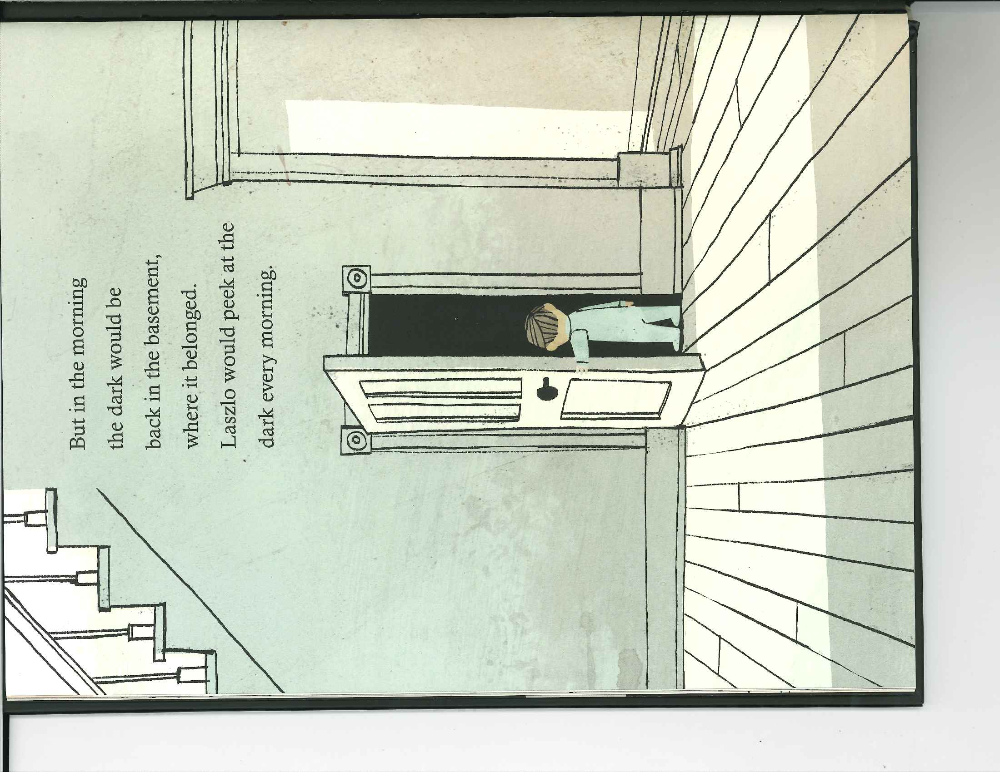 But in the morning
the dark would be
back in the basement,
where it belonged.
Laszlo would peek at the
dark every morning.